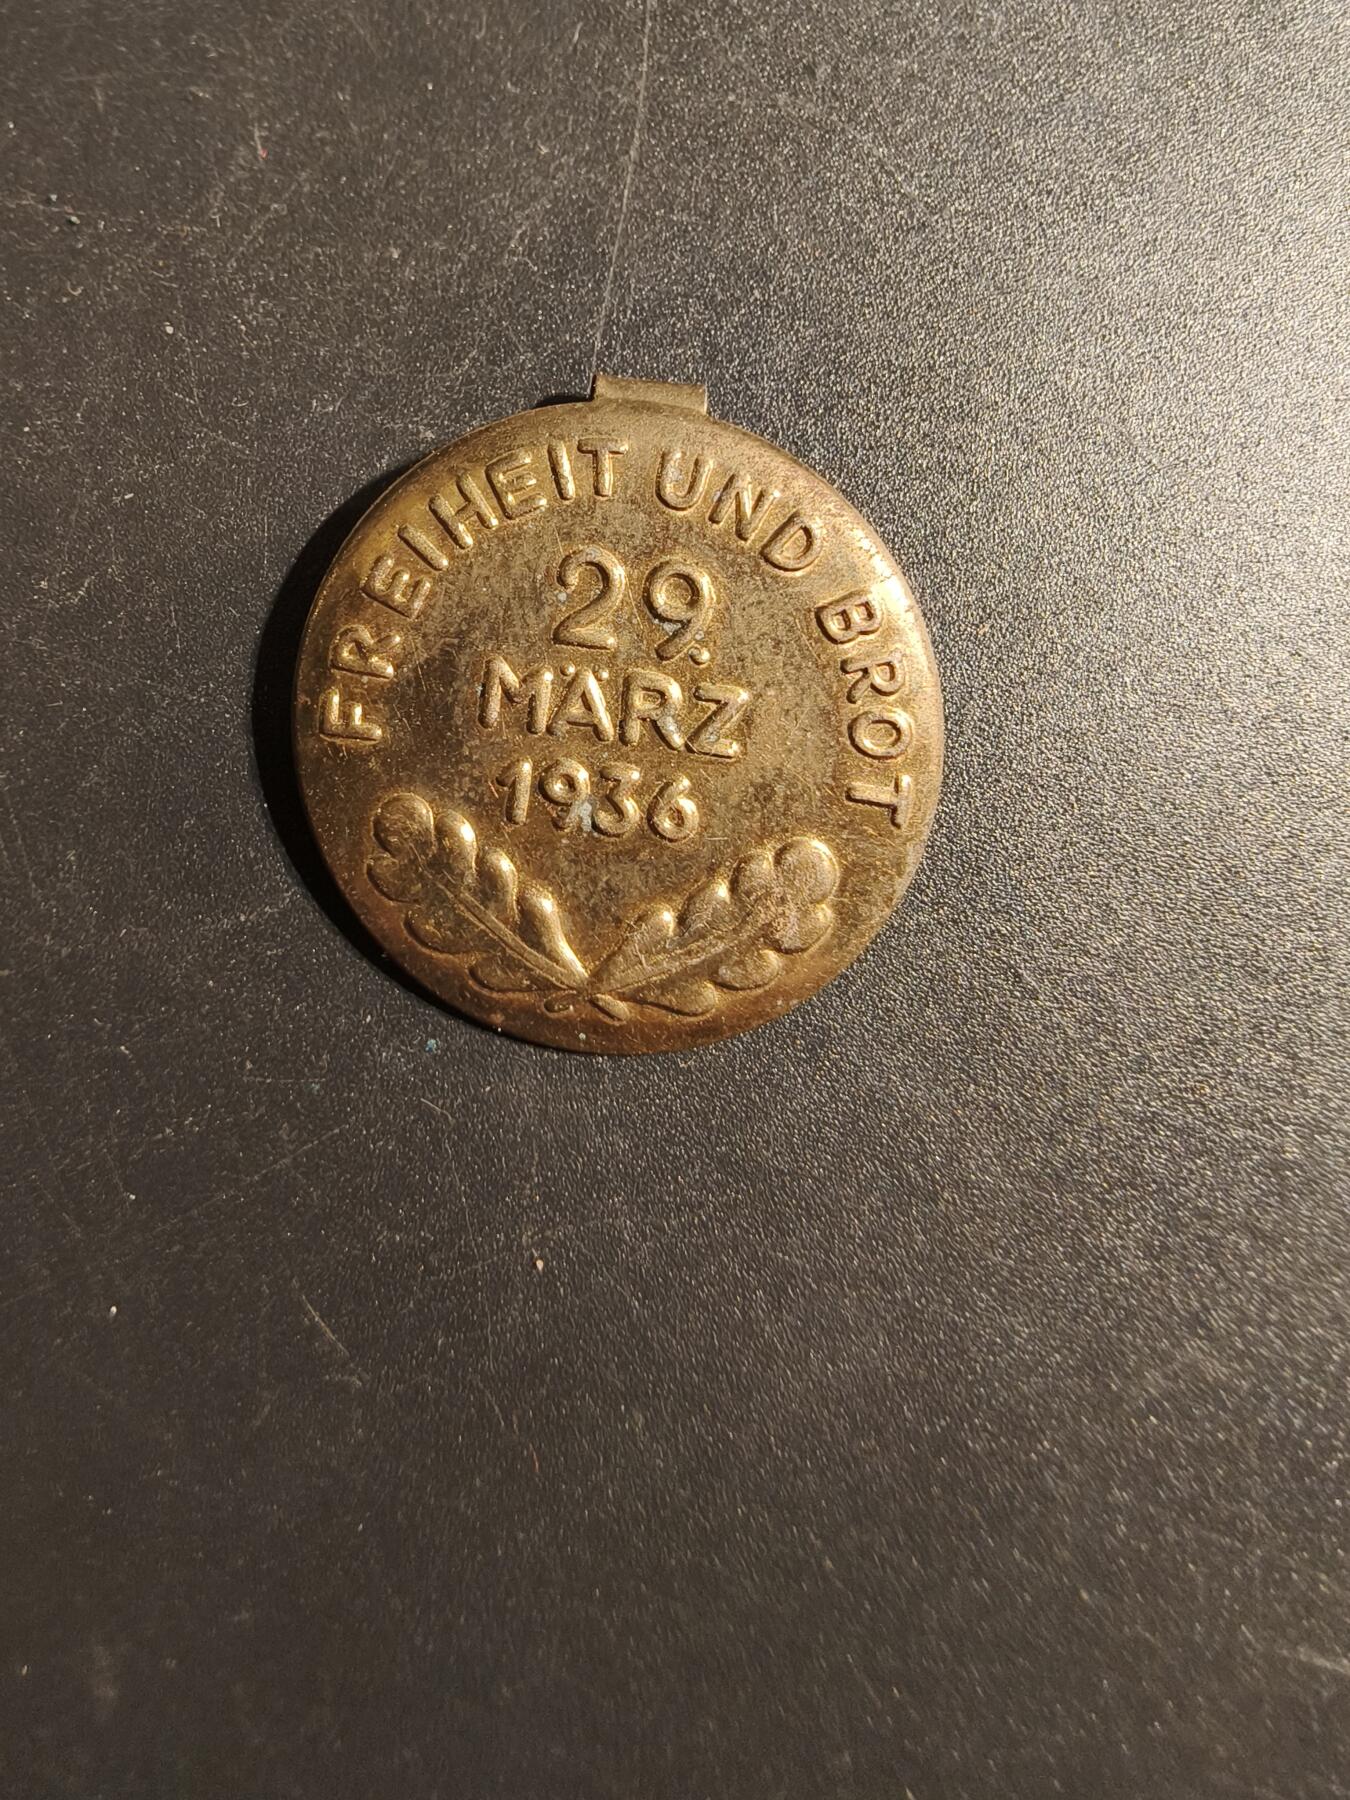 FREIHEIT UND BROT
29.
MÄRZ
1936